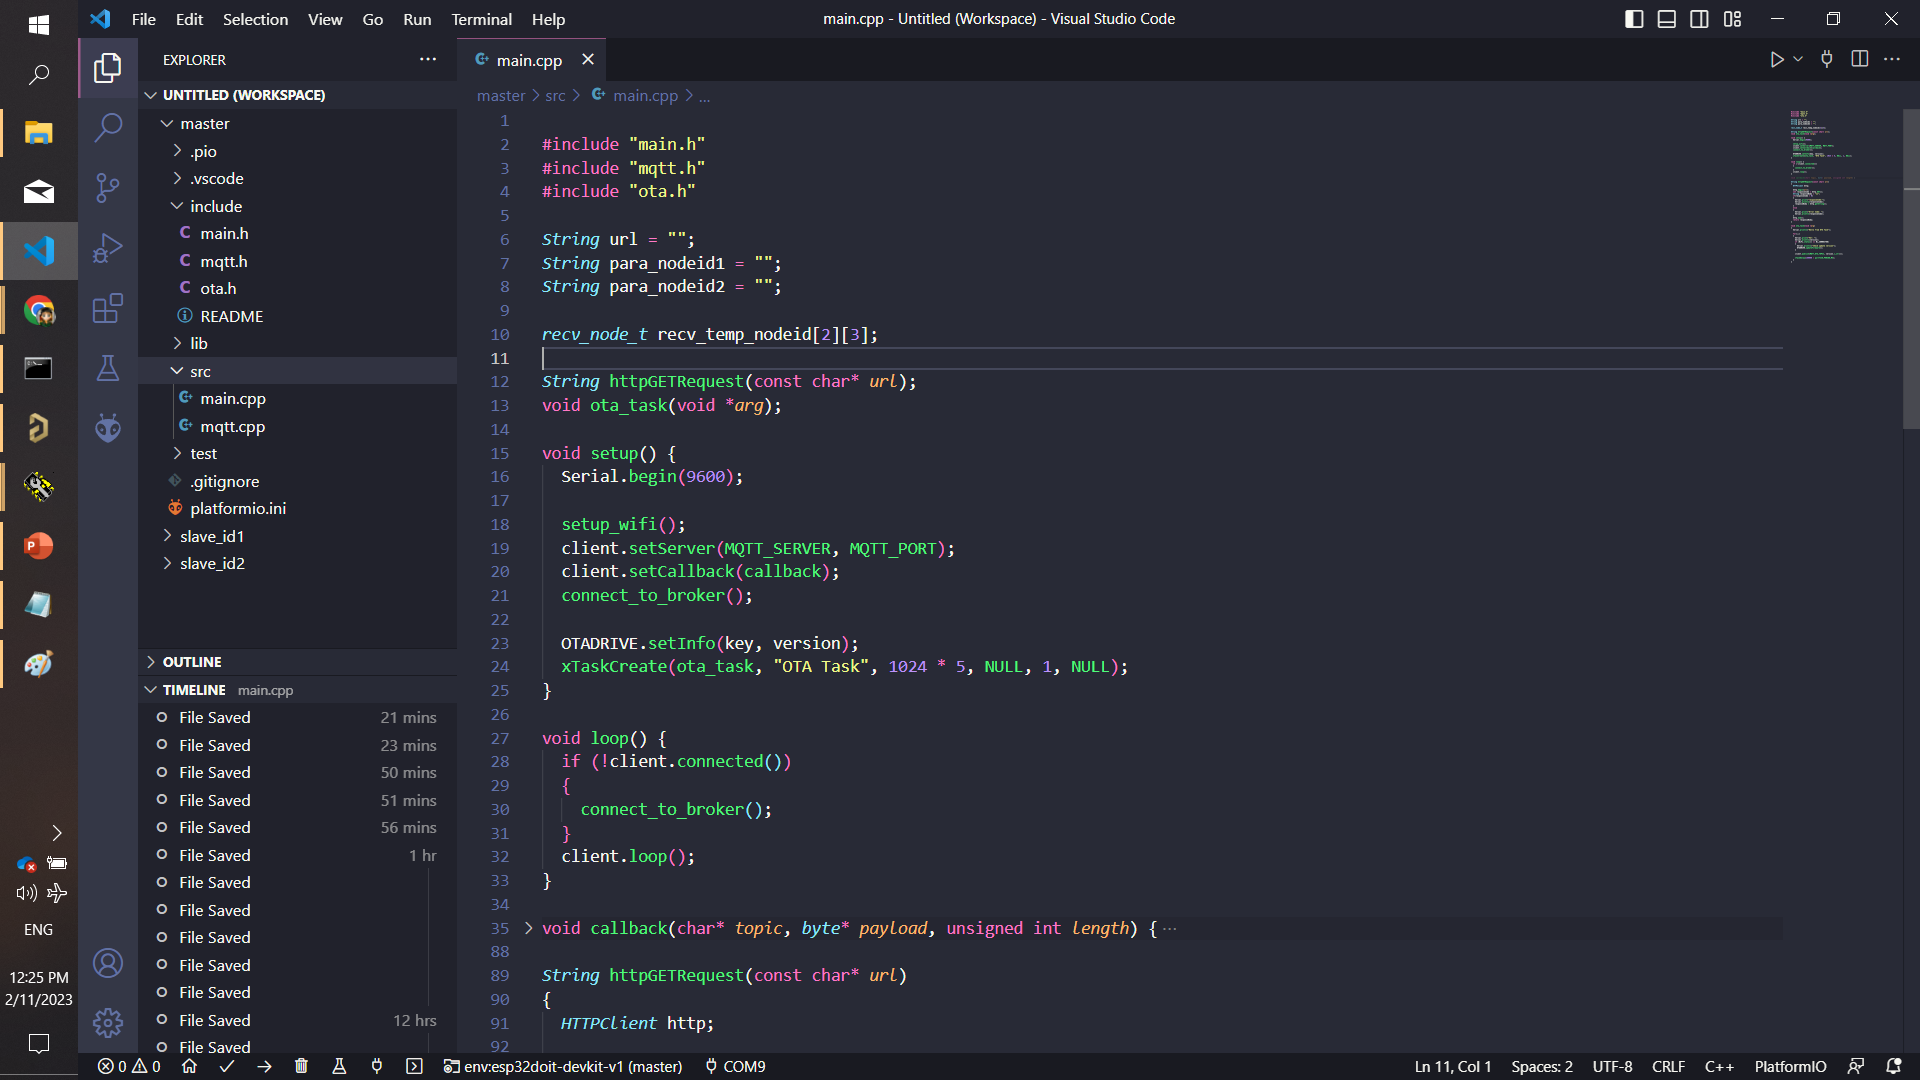 File Edit Selection View Go Run Terminal Help
main.cpp - Untitled (Workspace) - Visual Studio Code
EXPLORER
UNTITLED (WORKSPACE)
master
.pio
.vscode
include
main.h
mqtt.h
ota.h
README
lib
src
main.cpp
mqtt.cpp
test
.gitignore
platformio.ini
slave_id1
slave_id2
OUTLINE
TIMELINE main.cpp
File Saved 21 mins
File Saved 23 mins
File Saved 50 mins
File Saved 51 mins
File Saved 56 mins
File Saved 1 hr
File Saved
File Saved
File Saved
File Saved
File Saved
File Saved 12 hrs
File Saved
main.cpp
master > src > main.cpp > ...
1
2 #include "main.h"
3 #include "mqtt.h"
4 #include "ota.h"
5
6 String url = "";
7 String para_nodeid1 = "";
8 String para_nodeid2 = "";
9
10 recv_node_t recv_temp_nodeid[2][3];
11
12 String httpGETRequest(const char* url);
13 void ota_task(void *arg);
14
15 void setup() {
16 Serial.begin(9600);
17
18 setup_wifi();
19 client.setServer(MQTT_SERVER, MQTT_PORT);
20 client.setCallback(callback);
21 connect_to_broker();
22
23 OTADRIVE.setInfo(key, version);
24 xTaskCreate(ota_task, "OTA Task", 1024 * 5, NULL, 1, NULL);
25 }
26
27 void loop() {
28 if (!client.connected())
29 {
30 connect_to_broker();
31 }
32 client.loop();
33 }
34
35 void callback(char* topic, byte* payload, unsigned int length) { ...
88
89 String httpGETRequest(const char* url)
90 {
91 HTTPClient http;
92
ENG
12:25 PM
2/11/2023
0 0 env:esp32doit-devkit-v1 (master) COM9
Ln 11, Col 1 Spaces: 2 UTF-8 CRLF C++ PlatformIO